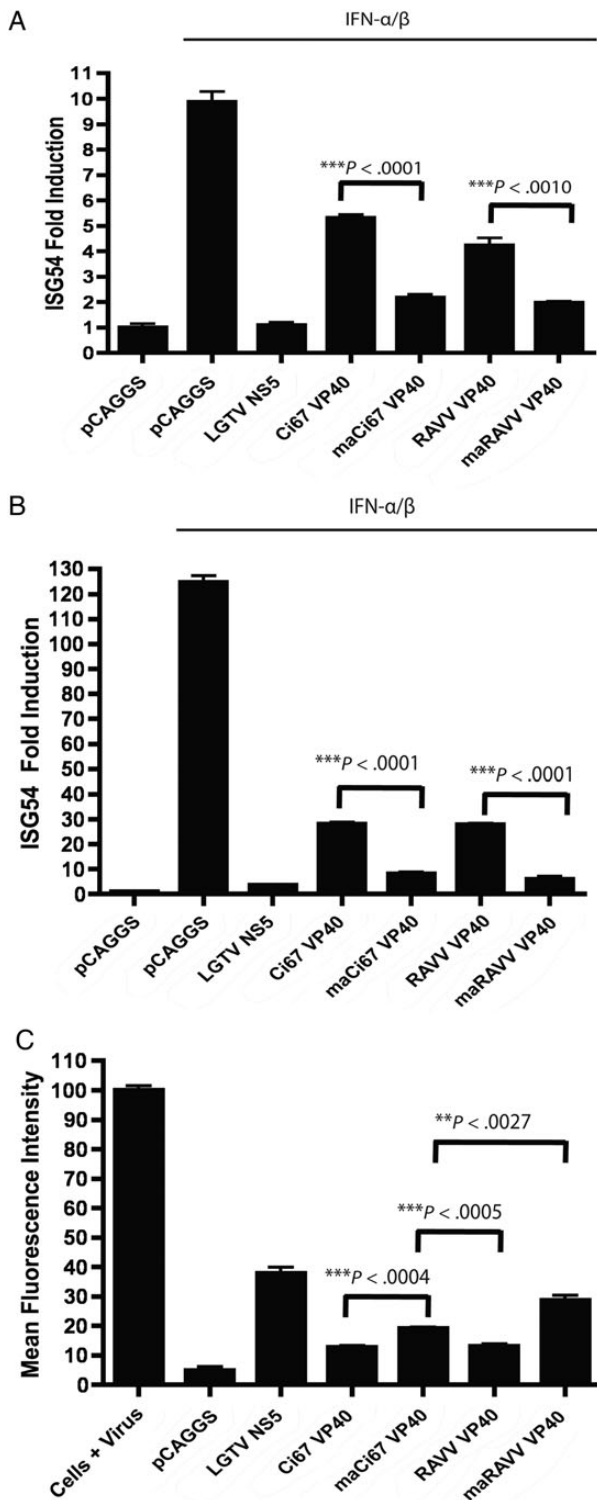 A
IFN-α/β
ISG54 Fold Induction
11
10
9
8
7
6
5
4
3
2
1
0
***P < .0001
***P < .0010
pCAGGS
pCAGGS
LGTV NS5
Ci67 VP40
maCi67 VP40
RAVV VP40
maRAVV VP40
B
IFN-α/β
ISG54 Fold Induction
130
120
110
100
90
80
70
60
50
40
30
20
10
0
***P < .0001
***P < .0001
pCAGGS
pCAGGS
LGTV NS5
Ci67 VP40
maCi67 VP40
RAVV VP40
maRAVV VP40
C
Mean Fluorescence Intensity
110
100
90
80
70
60
50
40
30
20
10
0
**P < .0027
***P < .0005
***P < .0004
Cells + Virus
pCAGGS
LGTV NS5
Ci67 VP40
maCi67 VP40
RAVV VP40
maRAVV VP40